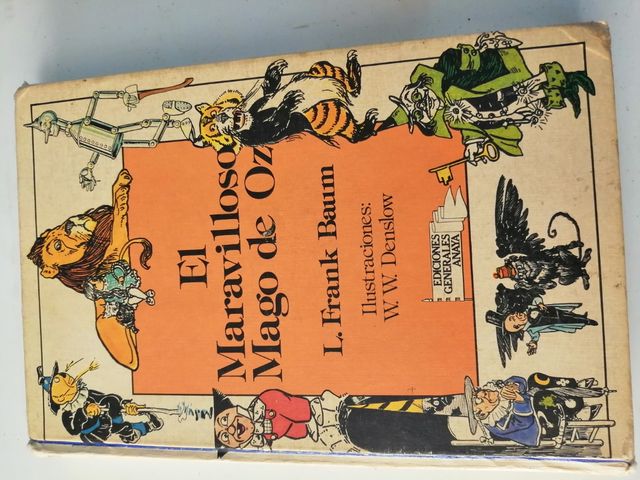 El
Maravilloso
Mago de Oz
L. Frank Baum
Ilustraciones:
W. W. Denslow
EDICIONES
GENERALES
ANAYA